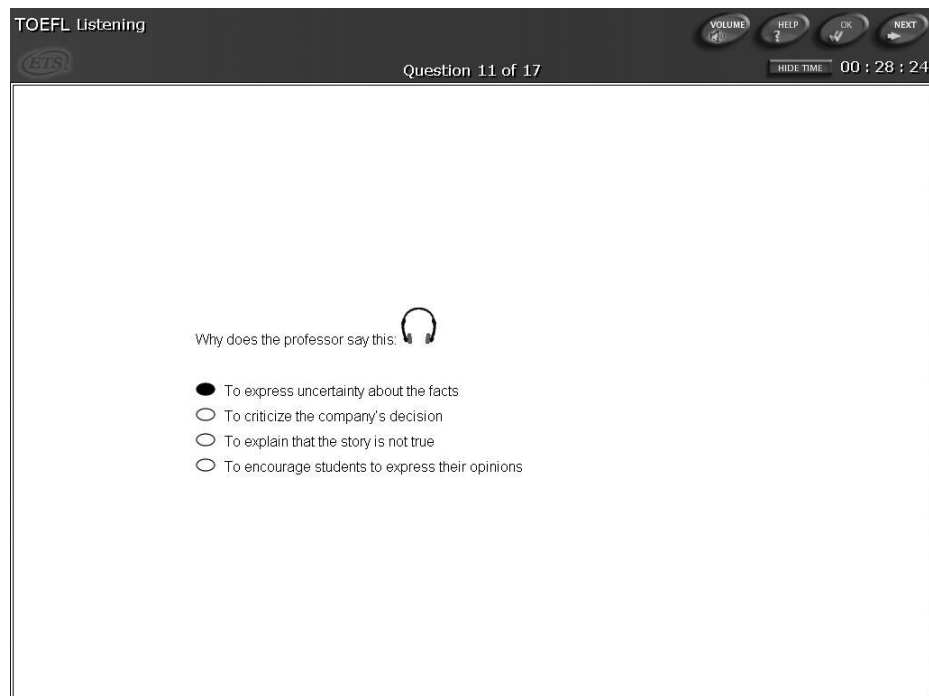 TOEFL Listening
VOLUME
HELP
?
OK
NEXT
ETS
Question 11 of 17
HIDE TIME 00 : 28 : 24
Why does the professor say this:
To express uncertainty about the facts
To criticize the company's decision
To explain that the story is not true
To encourage students to express their opinions